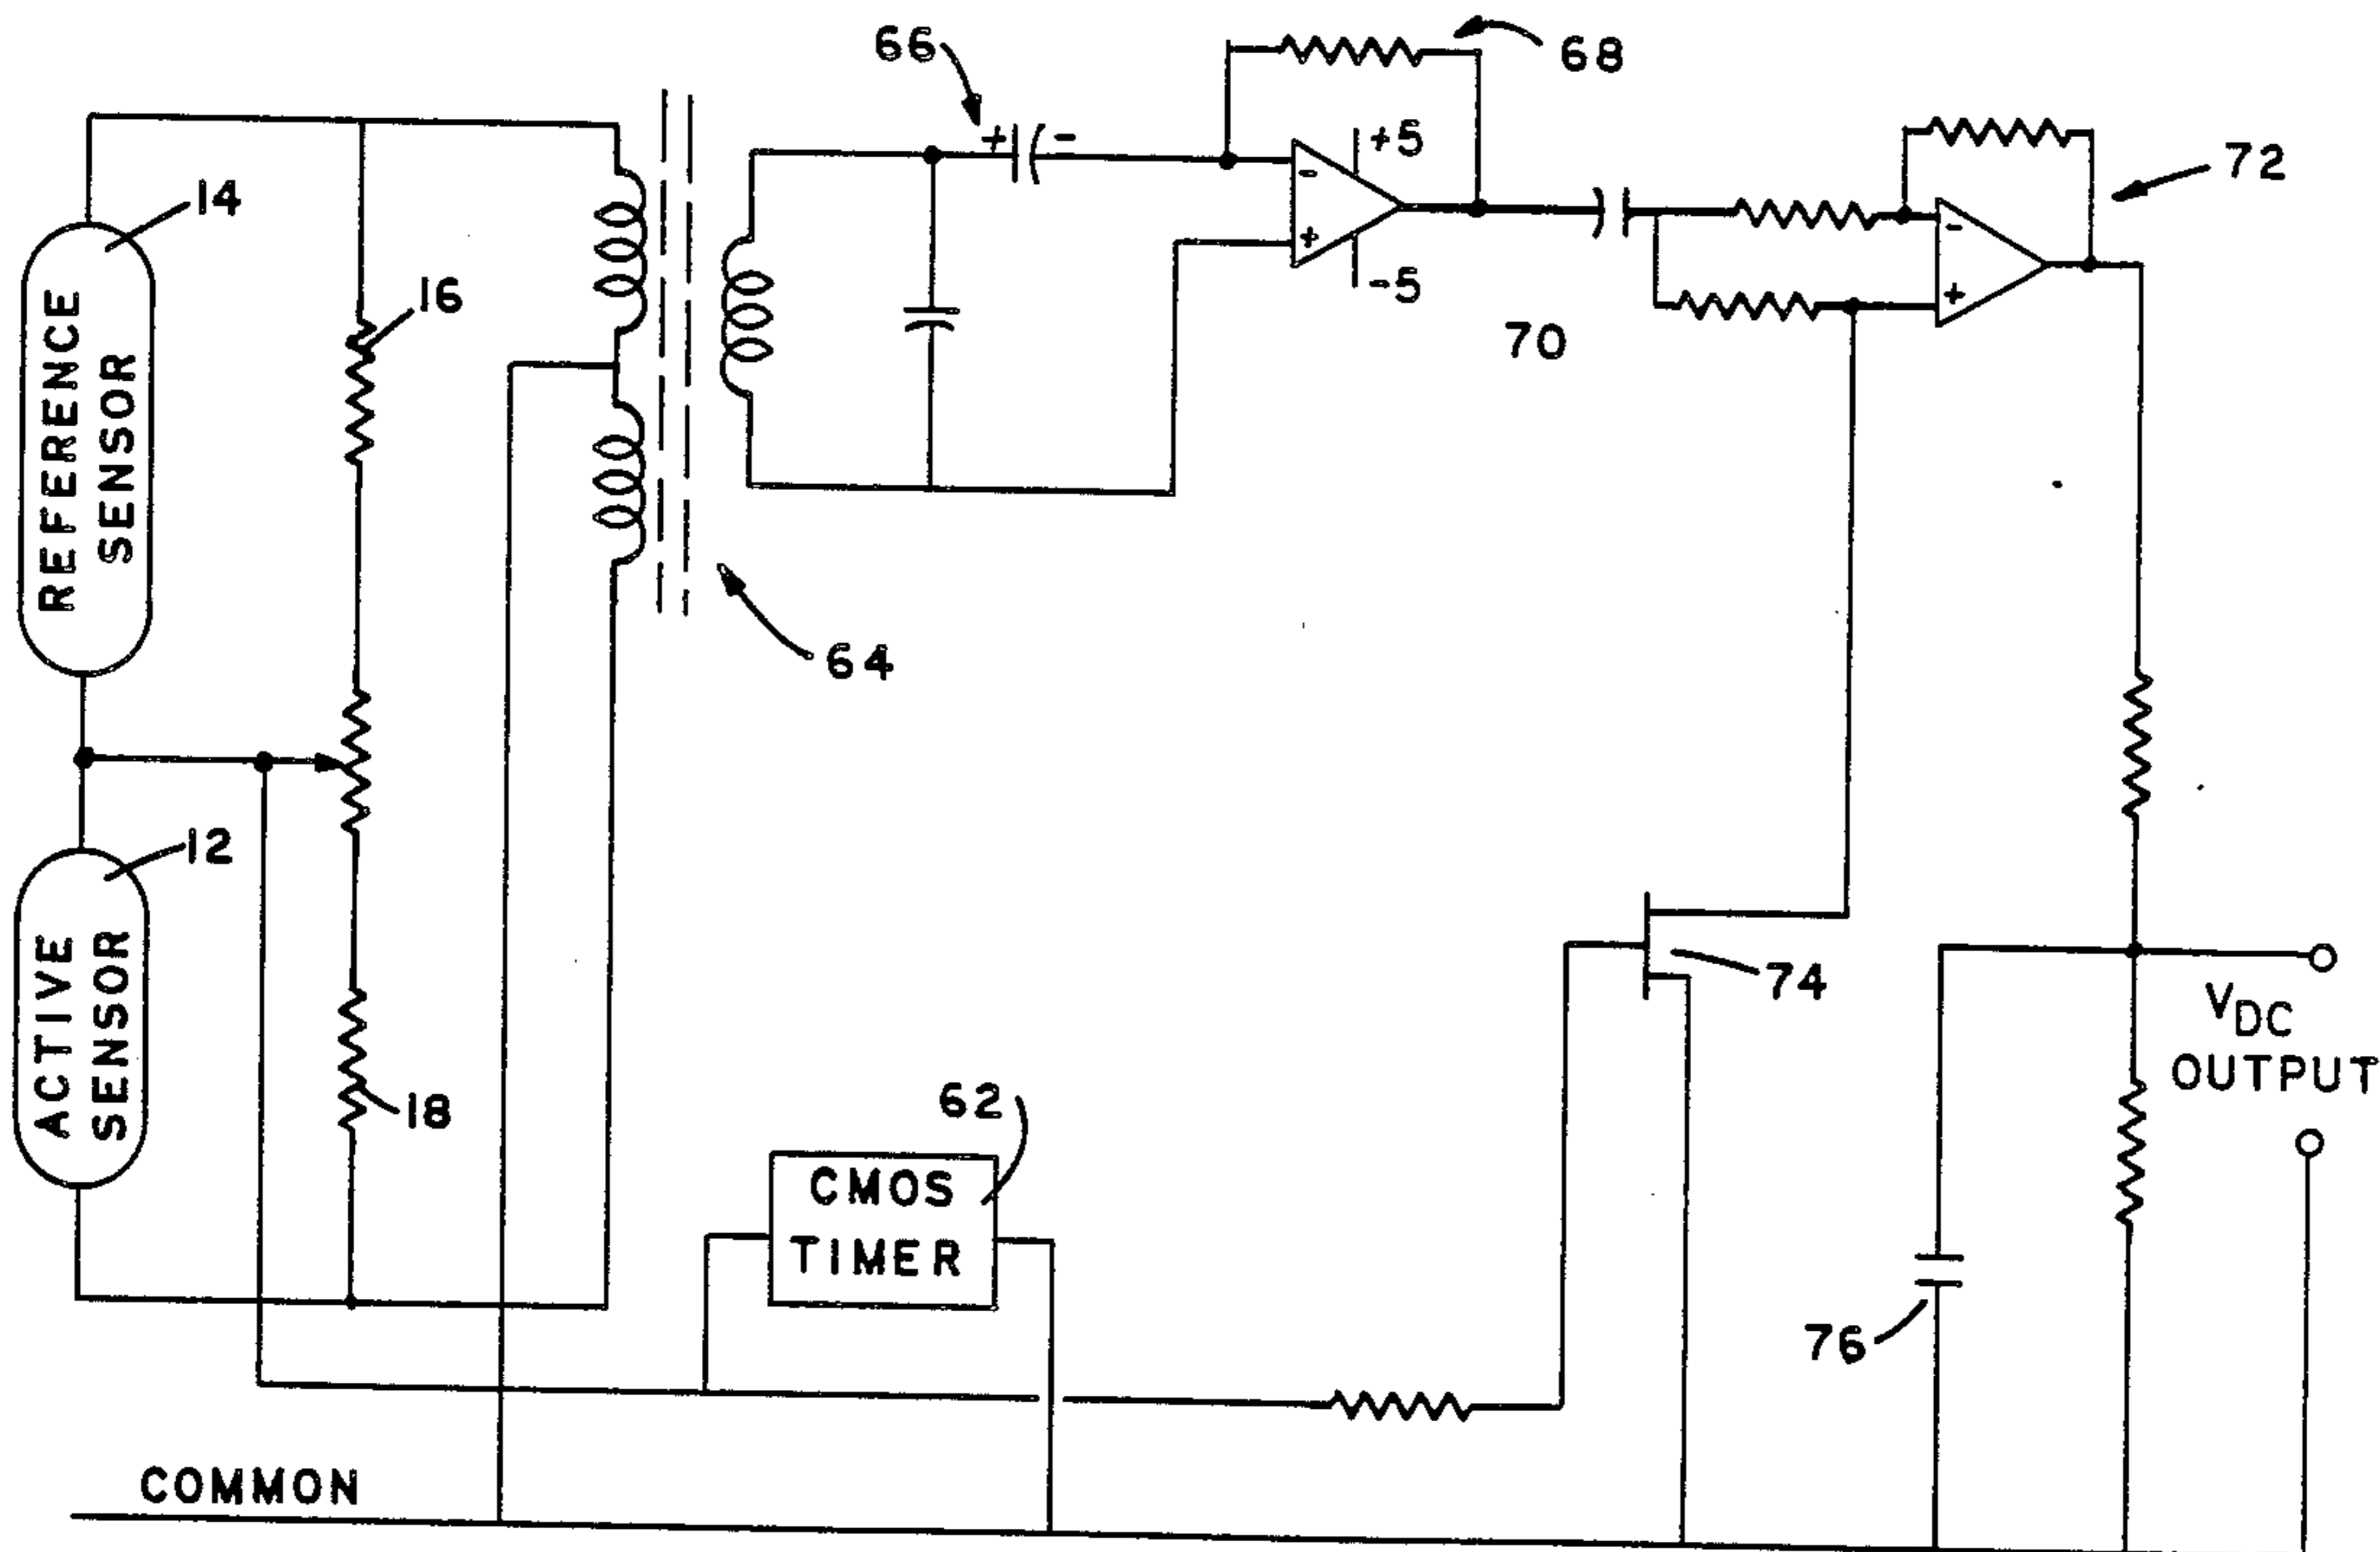 66
68
+ -
+5
-
+
-5
72
-
+
14
REFERENCE
SENSOR
16
70
64
12
ACTIVE
SENSOR
18
74
VDC
OUTPUT
62
CMOS
TIMER
76
COMMON